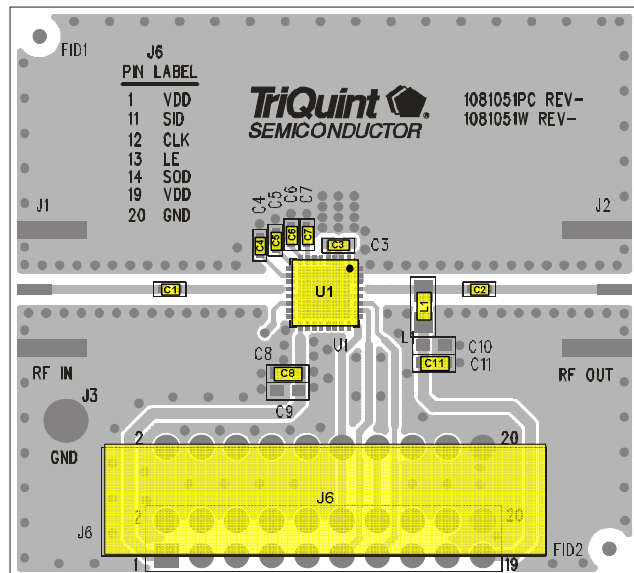 FID1
J6
PIN LABEL
1 VDD
11 SID
12 CLK
13 LE
14 SOD
19 VDD
20 GND
TriQuint
SEMICONDUCTOR
1081051PC REV-
1081051W REV-
J1
J2
C4
C5
C6
C7
C4
C5
C6
C7
C3
C3
C1
U1
C2
L1
L1
U1
C10
C8
C11
C11
C8
C9
RF IN
RF OUT
J3
GND
2
20
J6
2
20
J6
1
19
FID2